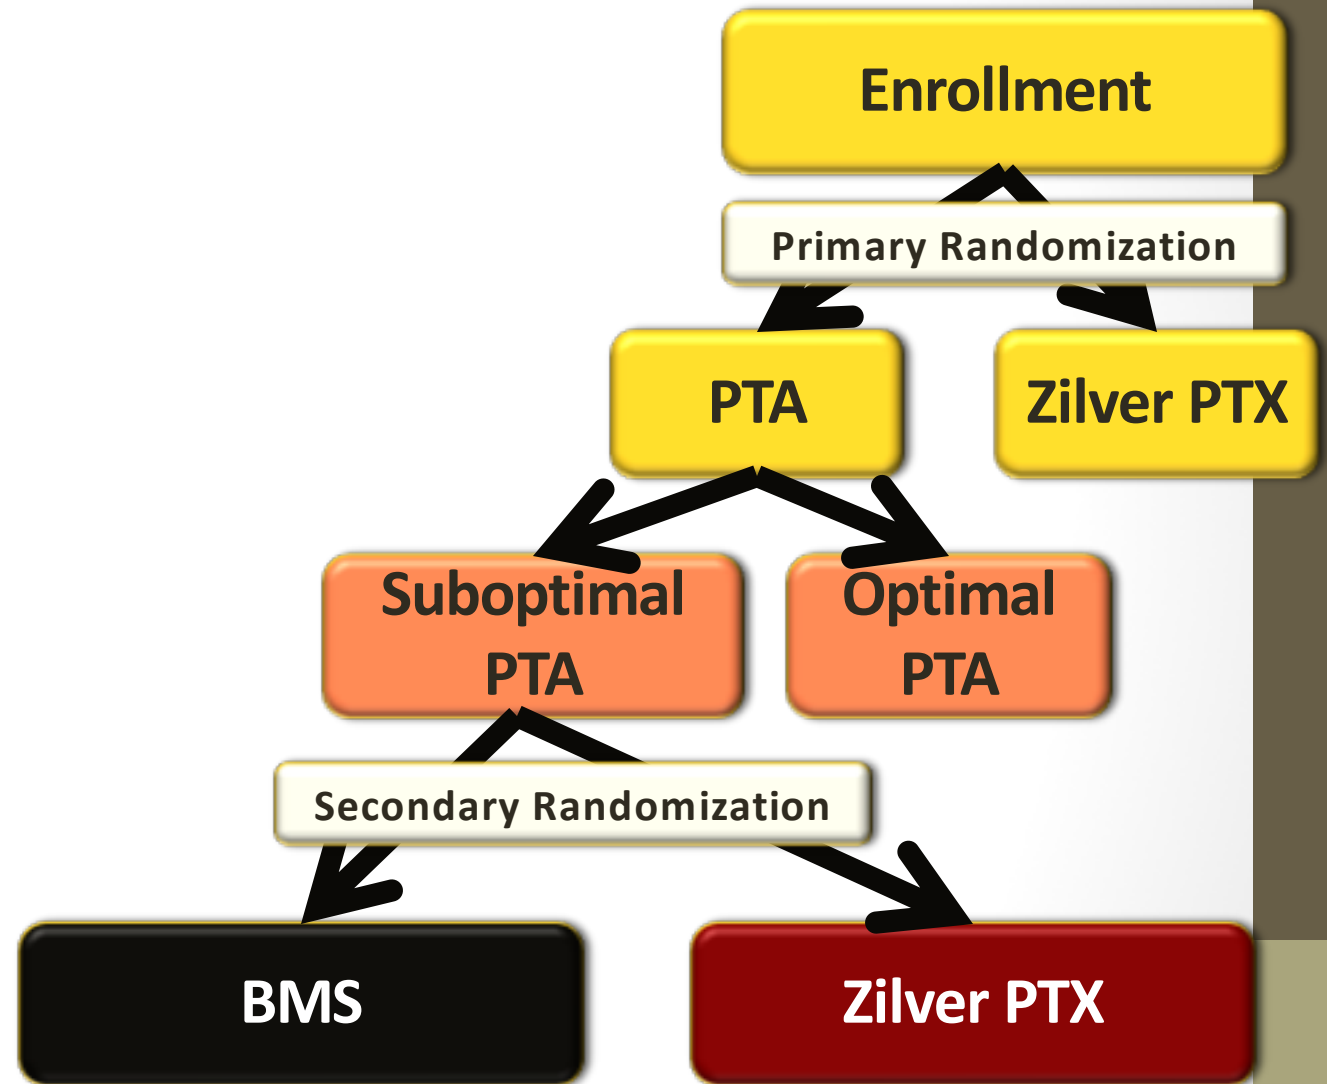 Enrollment
Primary Randomization
PTA
Zilver PTX
Suboptimal
PTA
Optimal
PTA
Secondary Randomization
BMS
Zilver PTX